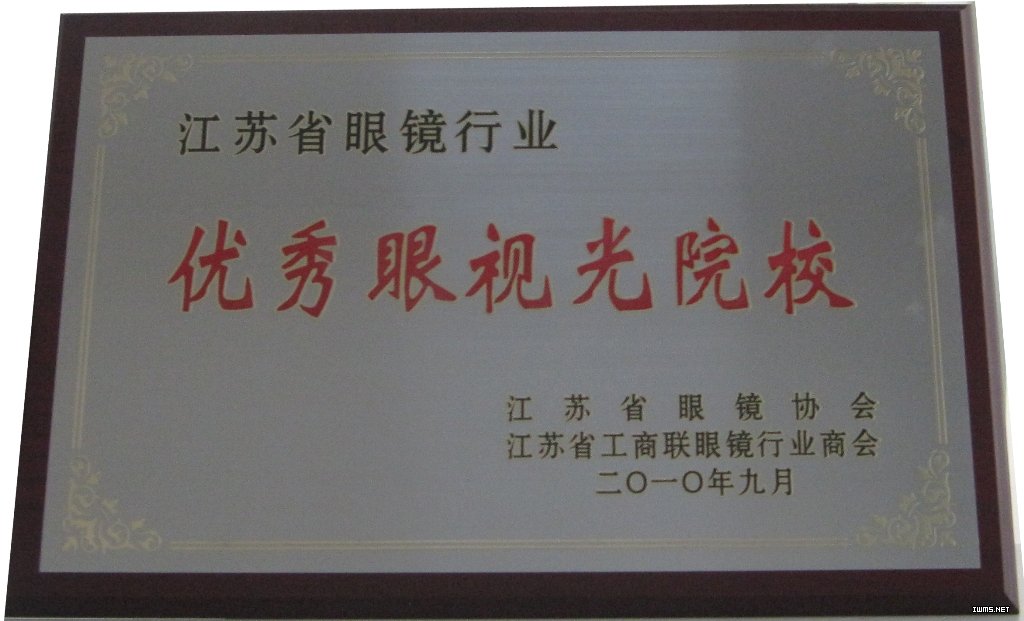 江苏省眼镜行业
优秀眼视光院校
江苏省眼镜协会
江苏省工商联眼镜行业商会
二〇一〇年九月
IWMS.NET